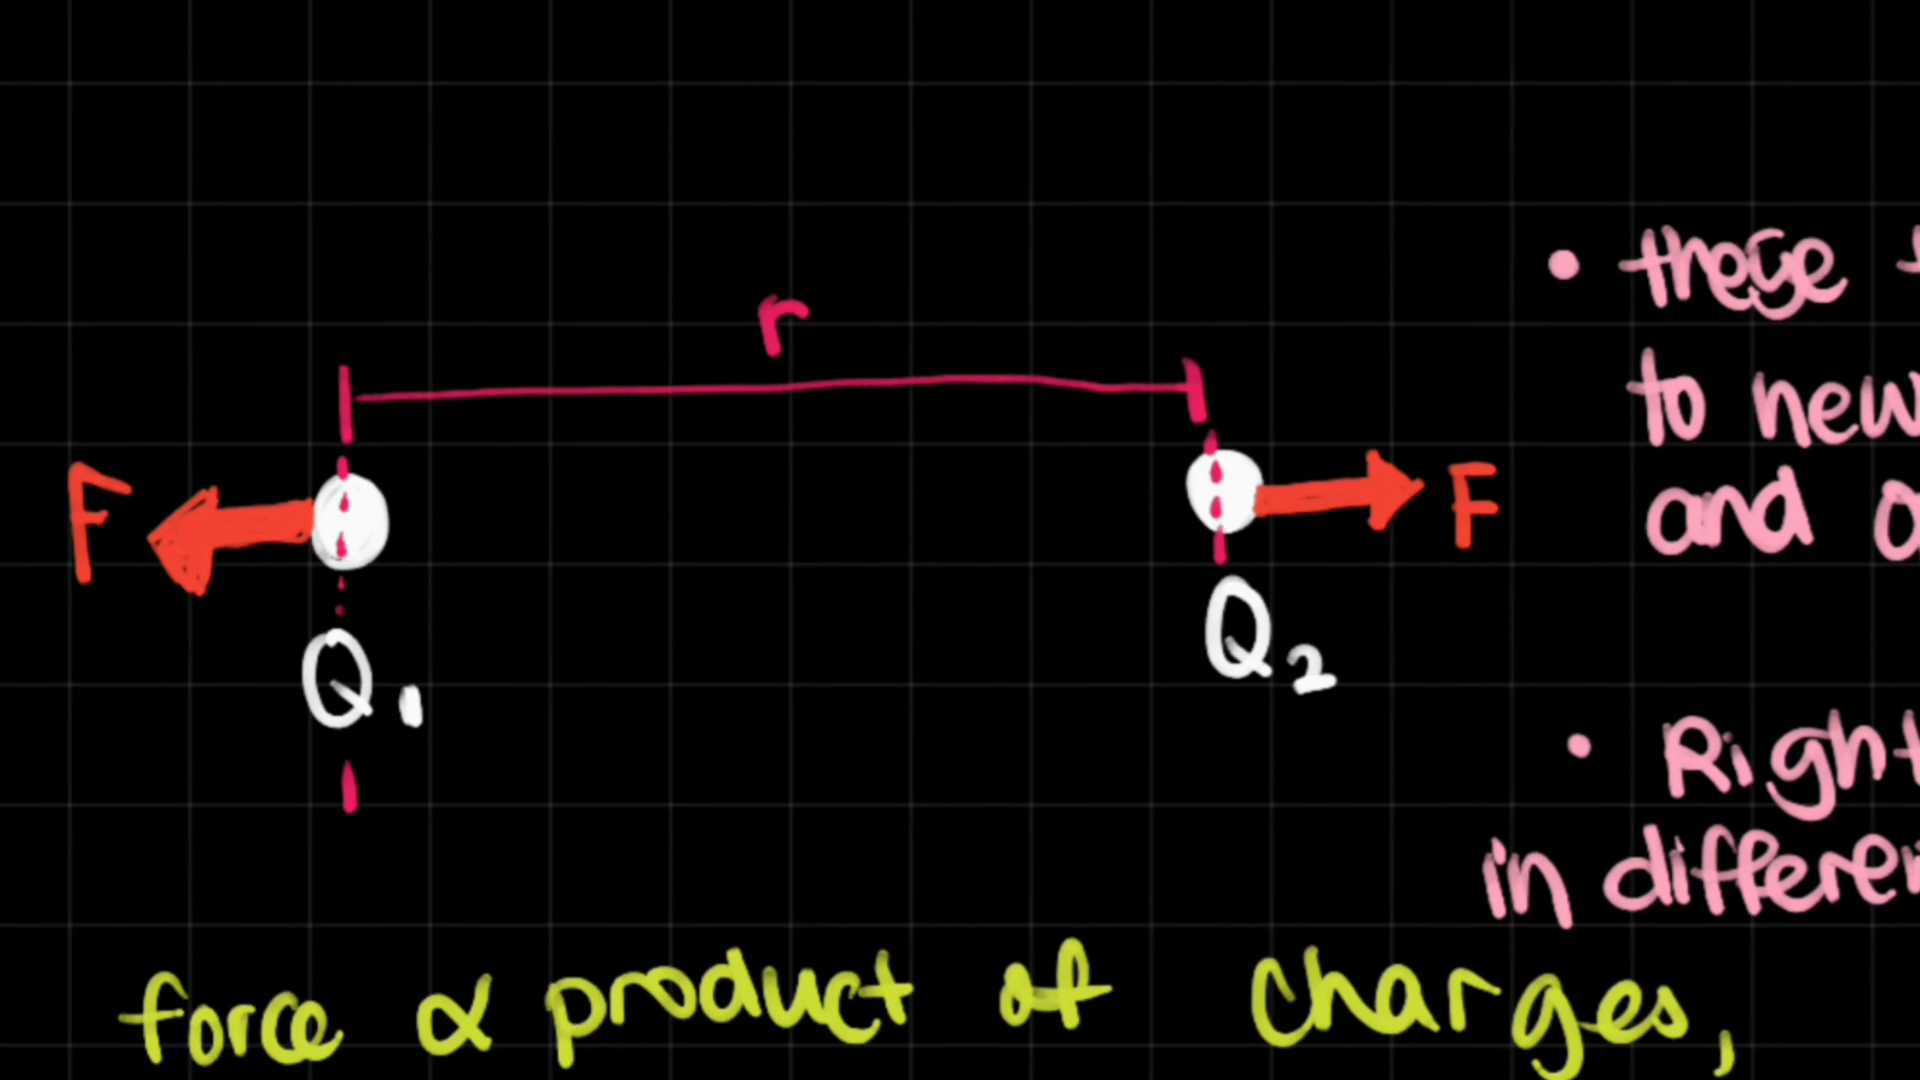 r
F
F
Q1
Q2
• these
to new
and
• Right
in differen
force α product of charges,